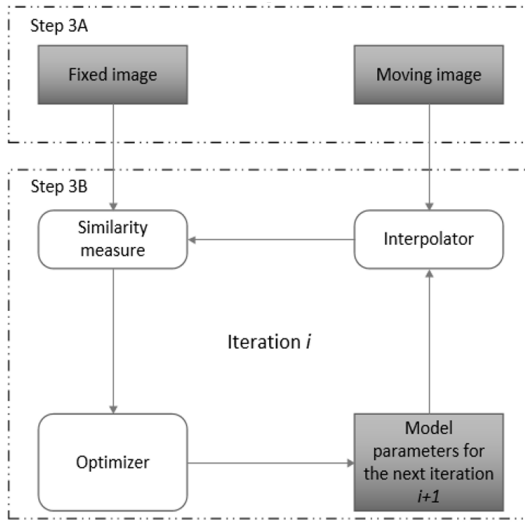 Step 3A
Fixed image
Moving image
Step 3B
Similarity
measure
Interpolator
Iteration i
Optimizer
Model
parameters for
the next iteration
i+1